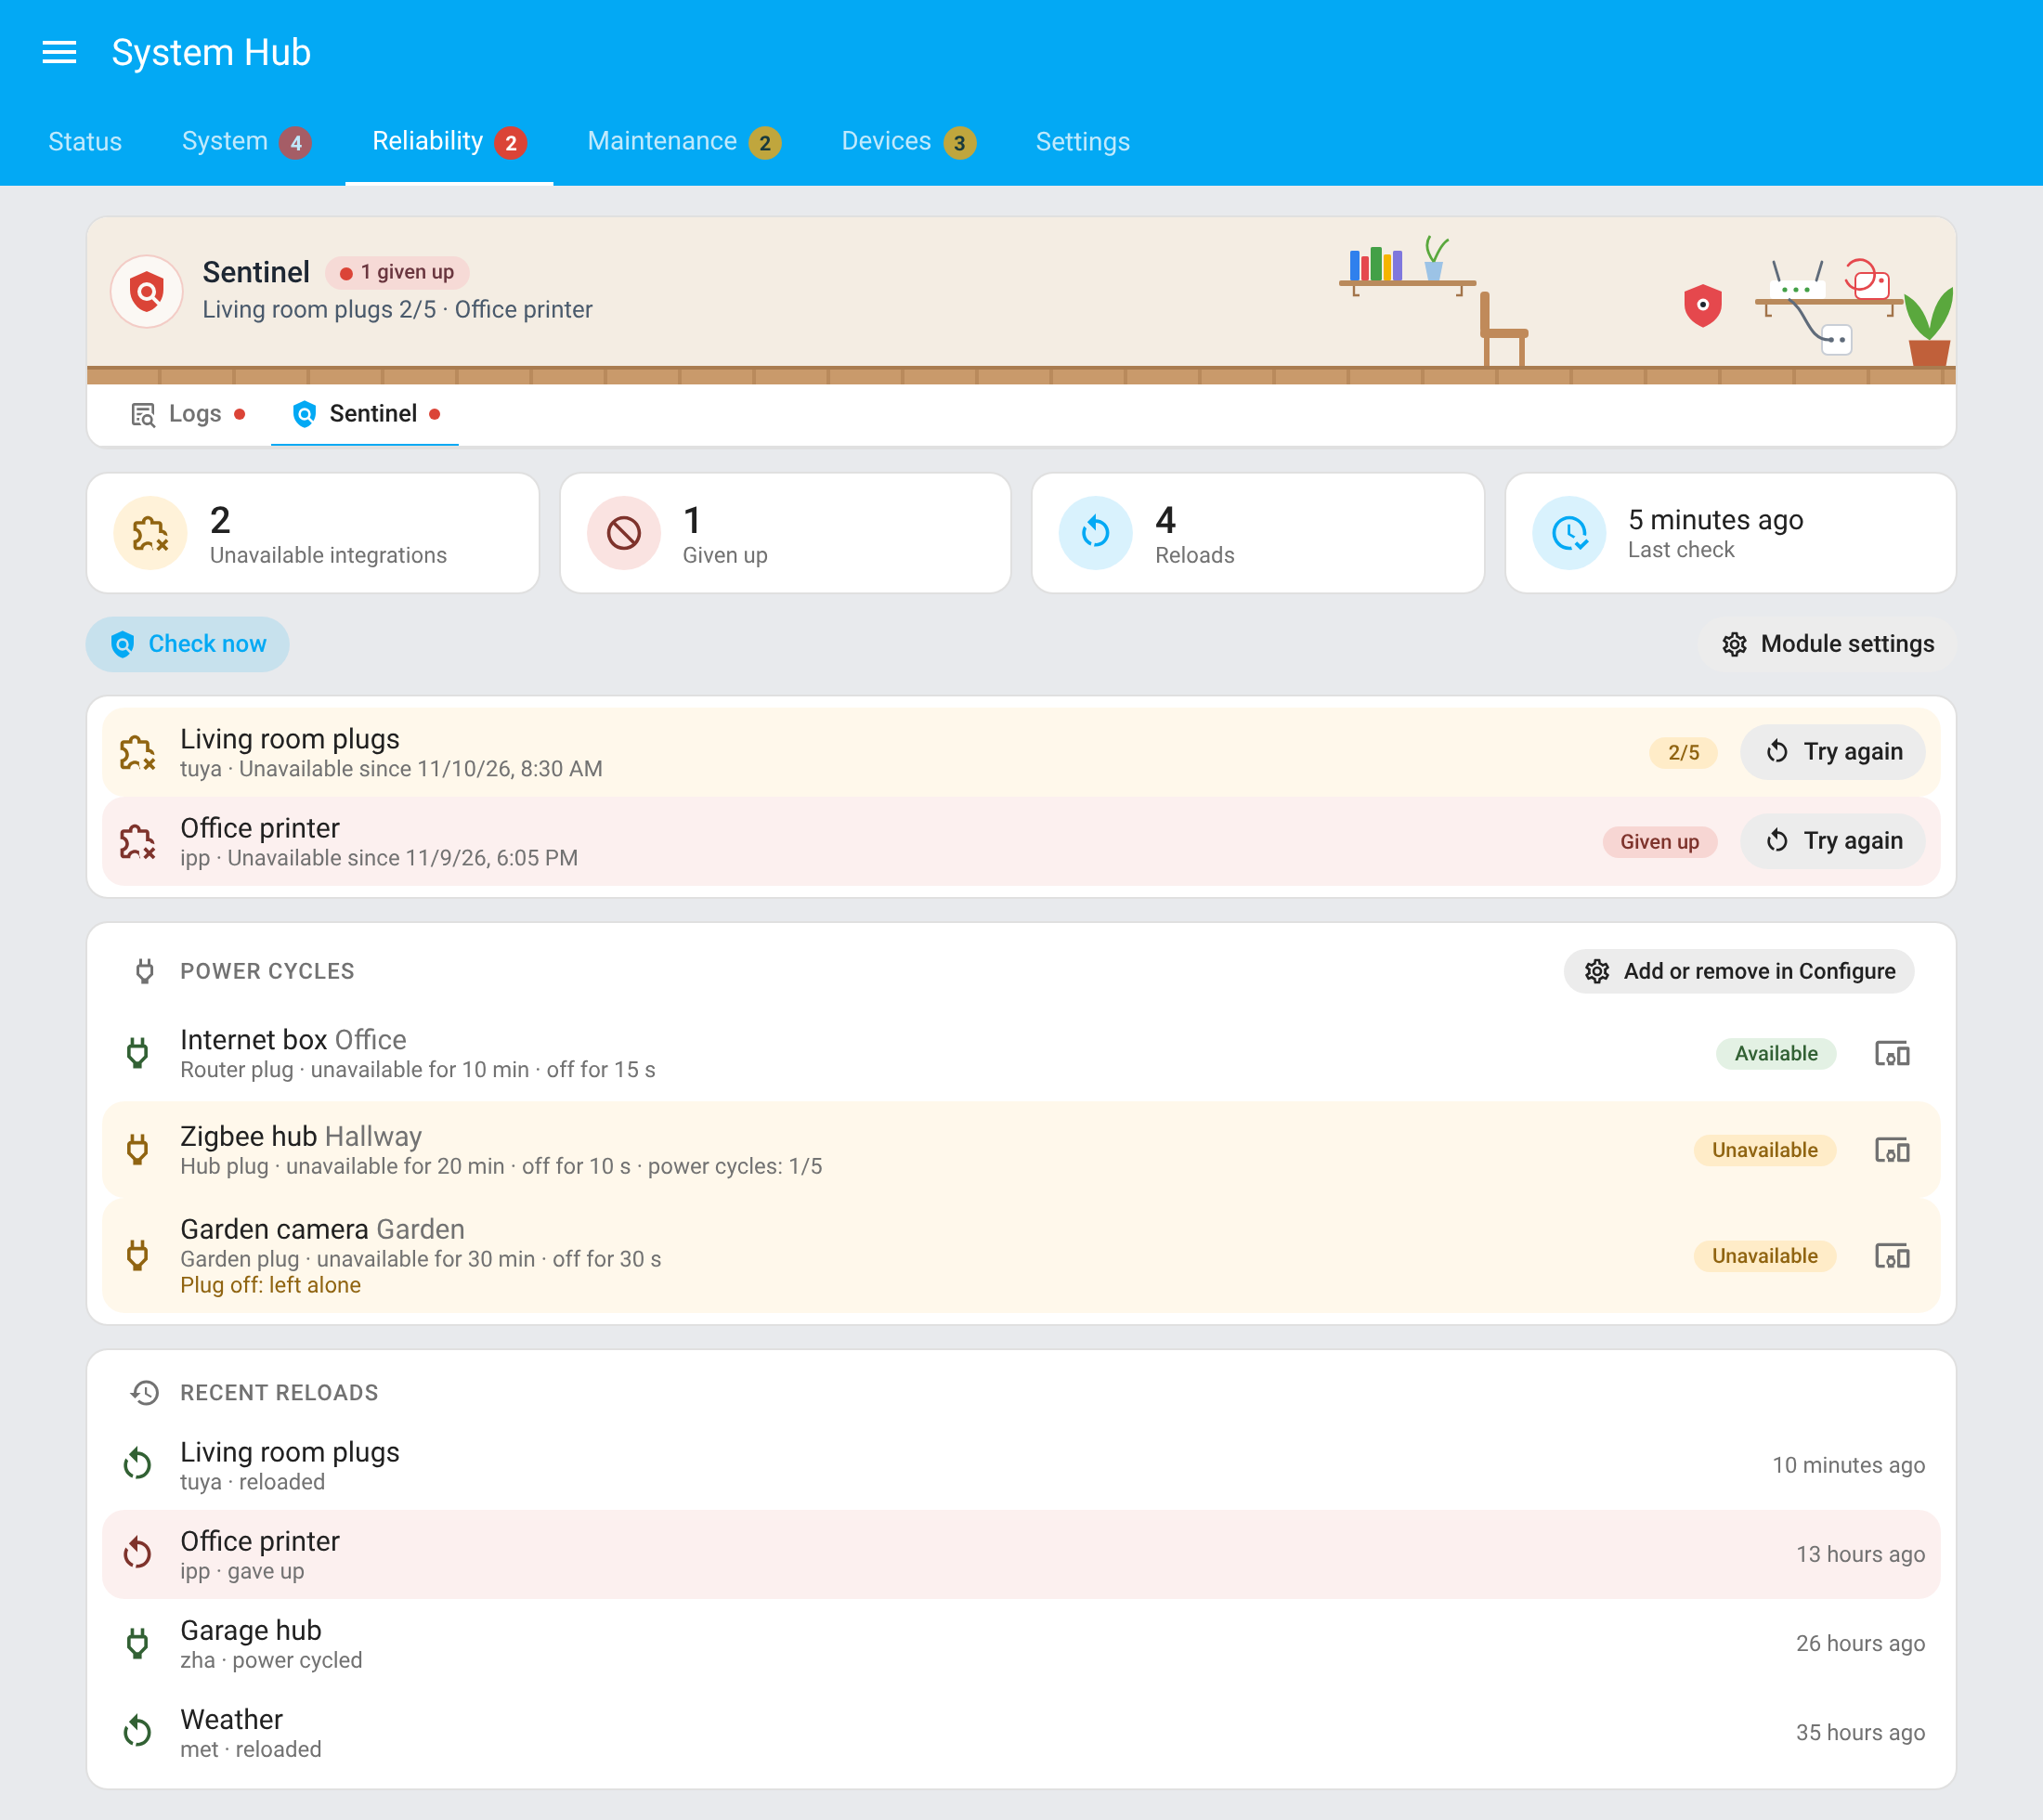 System Hub
Status
System 4
Reliability 2
Maintenance 2
Devices 3
Settings
Sentinel
1 given up
Living room plugs 2/5 · Office printer
Logs
Sentinel
2
Unavailable integrations
1
Given up
4
Reloads
5 minutes ago
Last check
Check now
Module settings
Living room plugs
tuya · Unavailable since 11/10/26, 8:30 AM
2/5
Try again
Office printer
ipp · Unavailable since 11/9/26, 6:05 PM
Given up
Try again
POWER CYCLES
Add or remove in Configure
Internet box Office
Router plug · unavailable for 10 min · off for 15 s
Available
Zigbee hub Hallway
Hub plug · unavailable for 20 min · off for 10 s · power cycles: 1/5
Unavailable
Garden camera Garden
Garden plug · unavailable for 30 min · off for 30 s
Plug off: left alone
Unavailable
RECENT RELOADS
Living room plugs
tuya · reloaded
10 minutes ago
Office printer
ipp · gave up
13 hours ago
Garage hub
zha · power cycled
26 hours ago
Weather
met · reloaded
35 hours ago